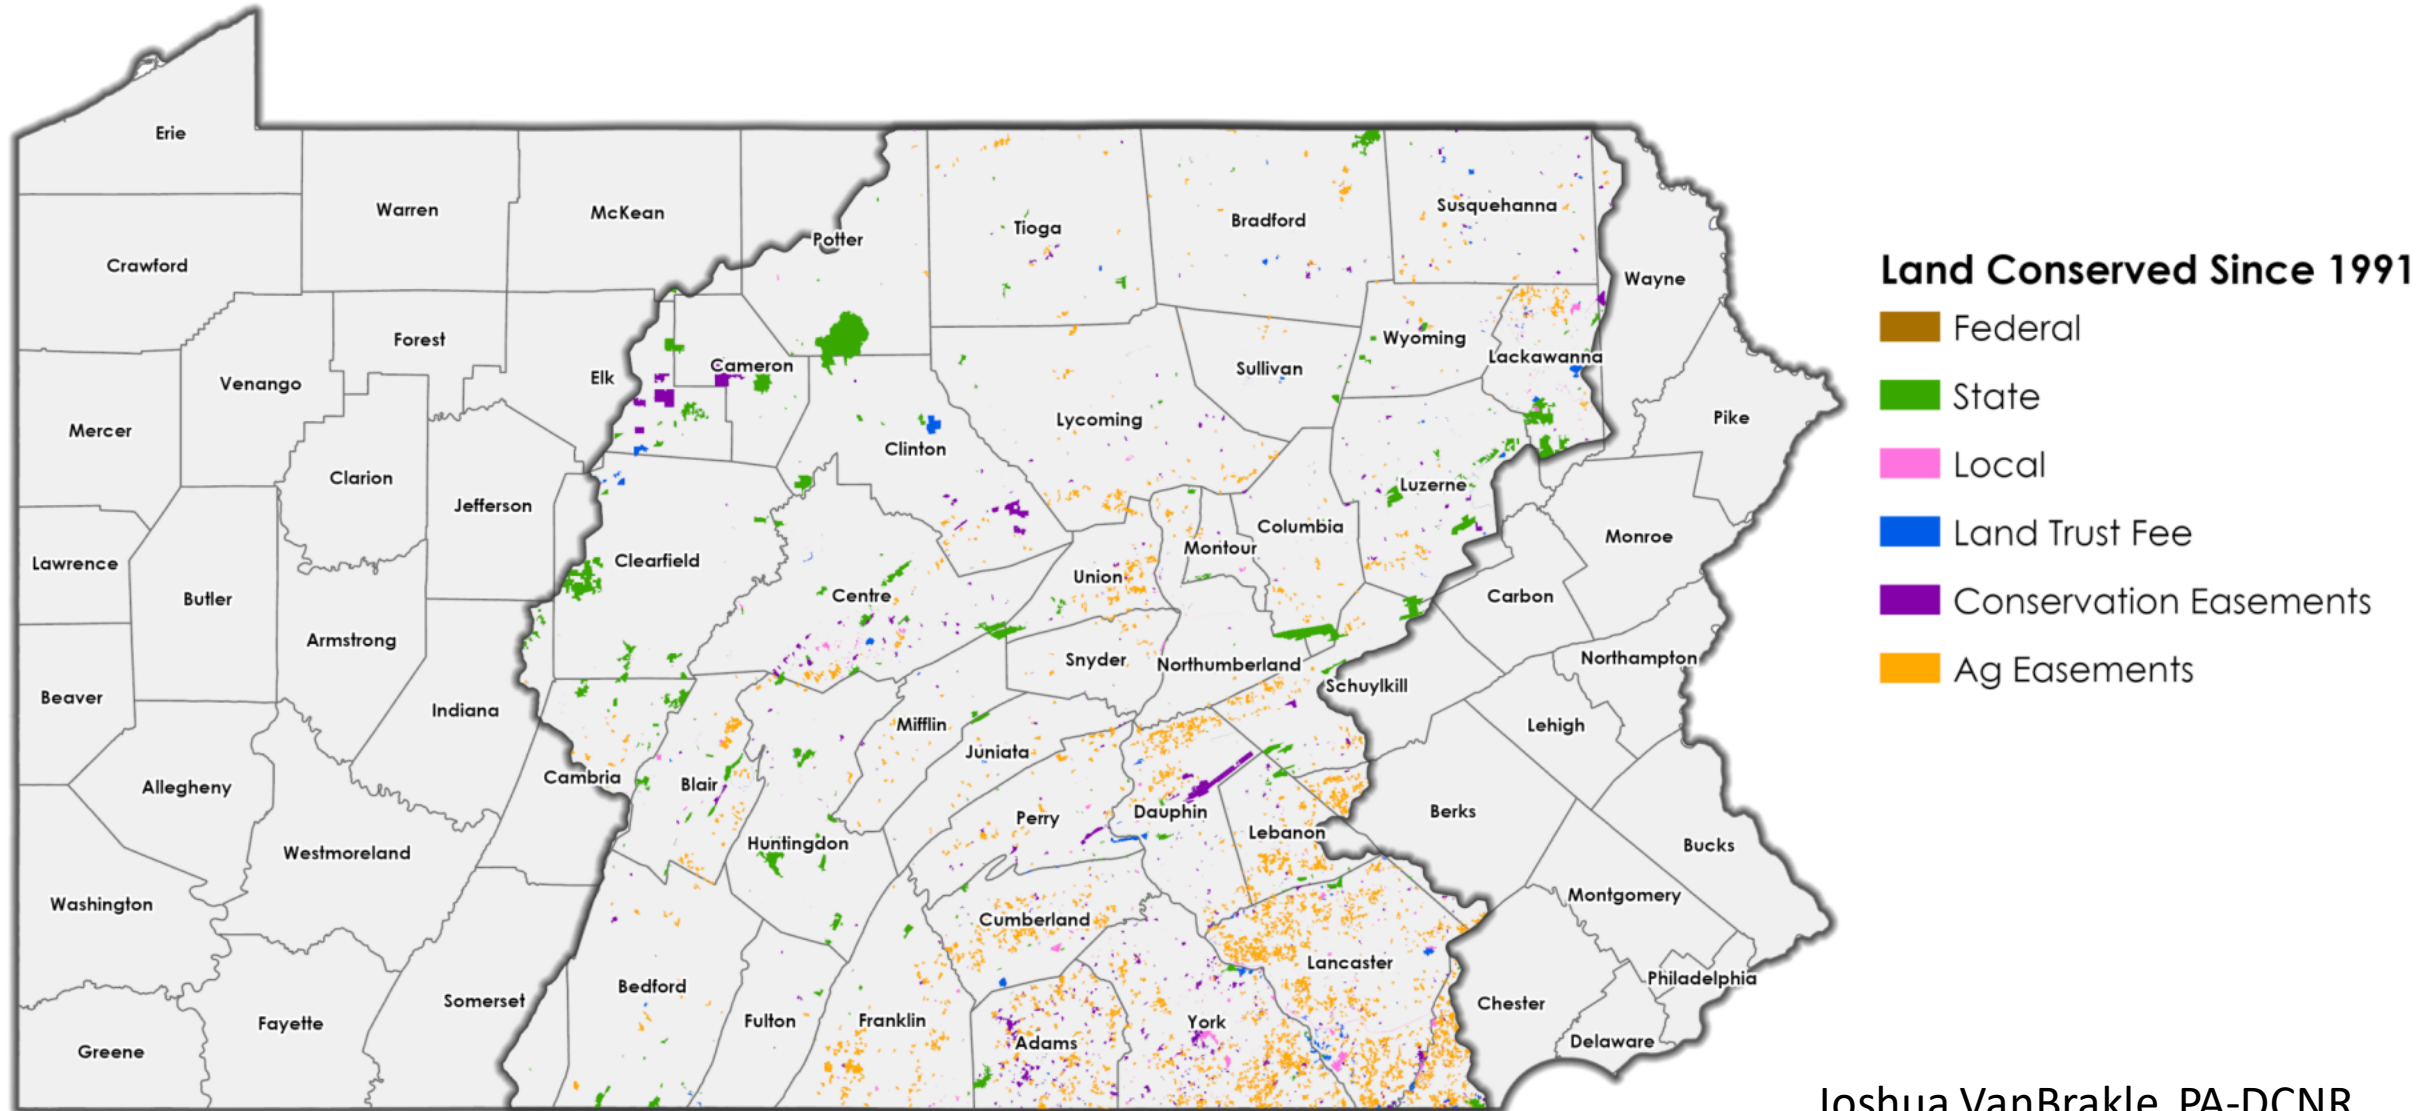 Erie
Warren
McKean
Potter
Tioga
Bradford
Susquehanna
Wayne
Crawford
Forest
Elk
Cameron
Sullivan
Wyoming
Lackawanna
Pike
Venango
Mercer
Clarion
Jefferson
Clinton
Lycoming
Luzerne
Monroe
Lawrence
Butler
Armstrong
Clearfield
Centre
Union
Montour
Columbia
Carbon
Beaver
Indiana
Snyder
Northumberland
Schuylkill
Northampton
Lehigh
Allegheny
Cambria
Blair
Mifflin
Juniata
Huntingdon
Perry
Dauphin
Lebanon
Berks
Bucks
Westmoreland
Montgomery
Washington
Cumberland
Lancaster
Philadelphia
Bedford
Somerset
Chester
Greene
Fayette
Fulton
Franklin
Adams
York
Delaware
Land Conserved Since 1991
Federal
State
Local
Land Trust Fee
Conservation Easements
Ag Easements
Joshua VanBrakle, PA-DCNR